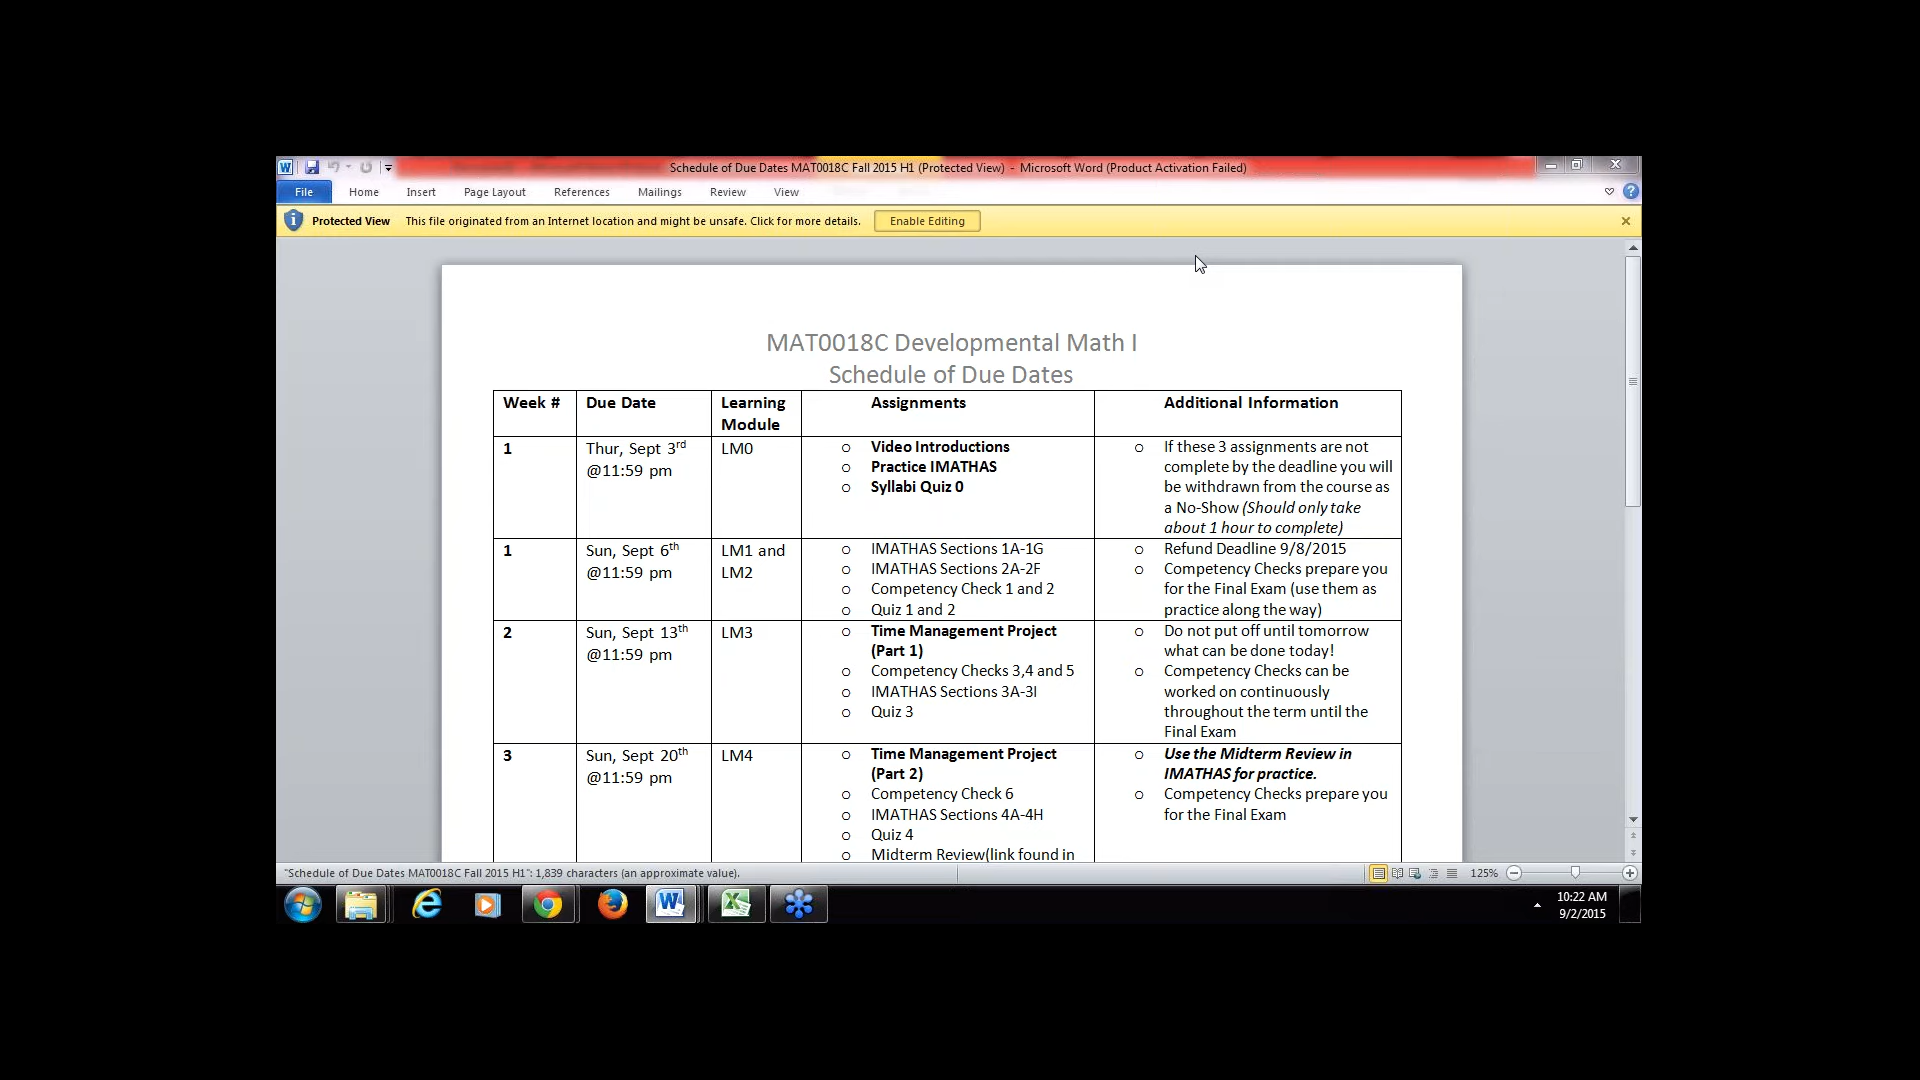 Schedule of Due Dates MAT0018C Fall 2015 H1 (Protected View) - Microsoft Word (Product Activation Failed)
File Home Insert Page Layout References Mailings Review View
Protected View This file originated from an Internet location and might be unsafe. Click for more details. Enable Editing
MAT0018C Developmental Math I
Schedule of Due Dates
Week # Due Date Learning Module Assignments Additional Information
1
Thur, Sept 3rd
@11:59 pm
LM0
o Video Introductions
o Practice IMATHAS
o Syllabi Quiz 0
o If these 3 assignments are not
complete by the deadline you will
be withdrawn from the course as
a No-Show (Should only take
about 1 hour to complete)
1
Sun, Sept 6th
@11:59 pm
LM1 and
LM2
o IMATHAS Sections 1A-1G
o IMATHAS Sections 2A-2F
o Competency Check 1 and 2
o Quiz 1 and 2
o Refund Deadline 9/8/2015
o Competency Checks prepare you
for the Final Exam (use them as
practice along the way)
2
Sun, Sept 13th
@11:59 pm
LM3
o Time Management Project
(Part 1)
o Competency Checks 3,4 and 5
o IMATHAS Sections 3A-3I
o Quiz 3
o Do not put off until tomorrow
what can be done today!
o Competency Checks can be
worked on continuously
throughout the term until the
Final Exam
3
Sun, Sept 20th
@11:59 pm
LM4
o Time Management Project
(Part 2)
o Competency Check 6
o IMATHAS Sections 4A-4H
o Quiz 4
o Midterm Review(link found in
o Use the Midterm Review in
IMATHAS for practice.
o Competency Checks prepare you
for the Final Exam
"Schedule of Due Dates MAT0018C Fall 2015 H1": 1,839 characters (an approximate value). 125%
10:22 AM
9/2/2015